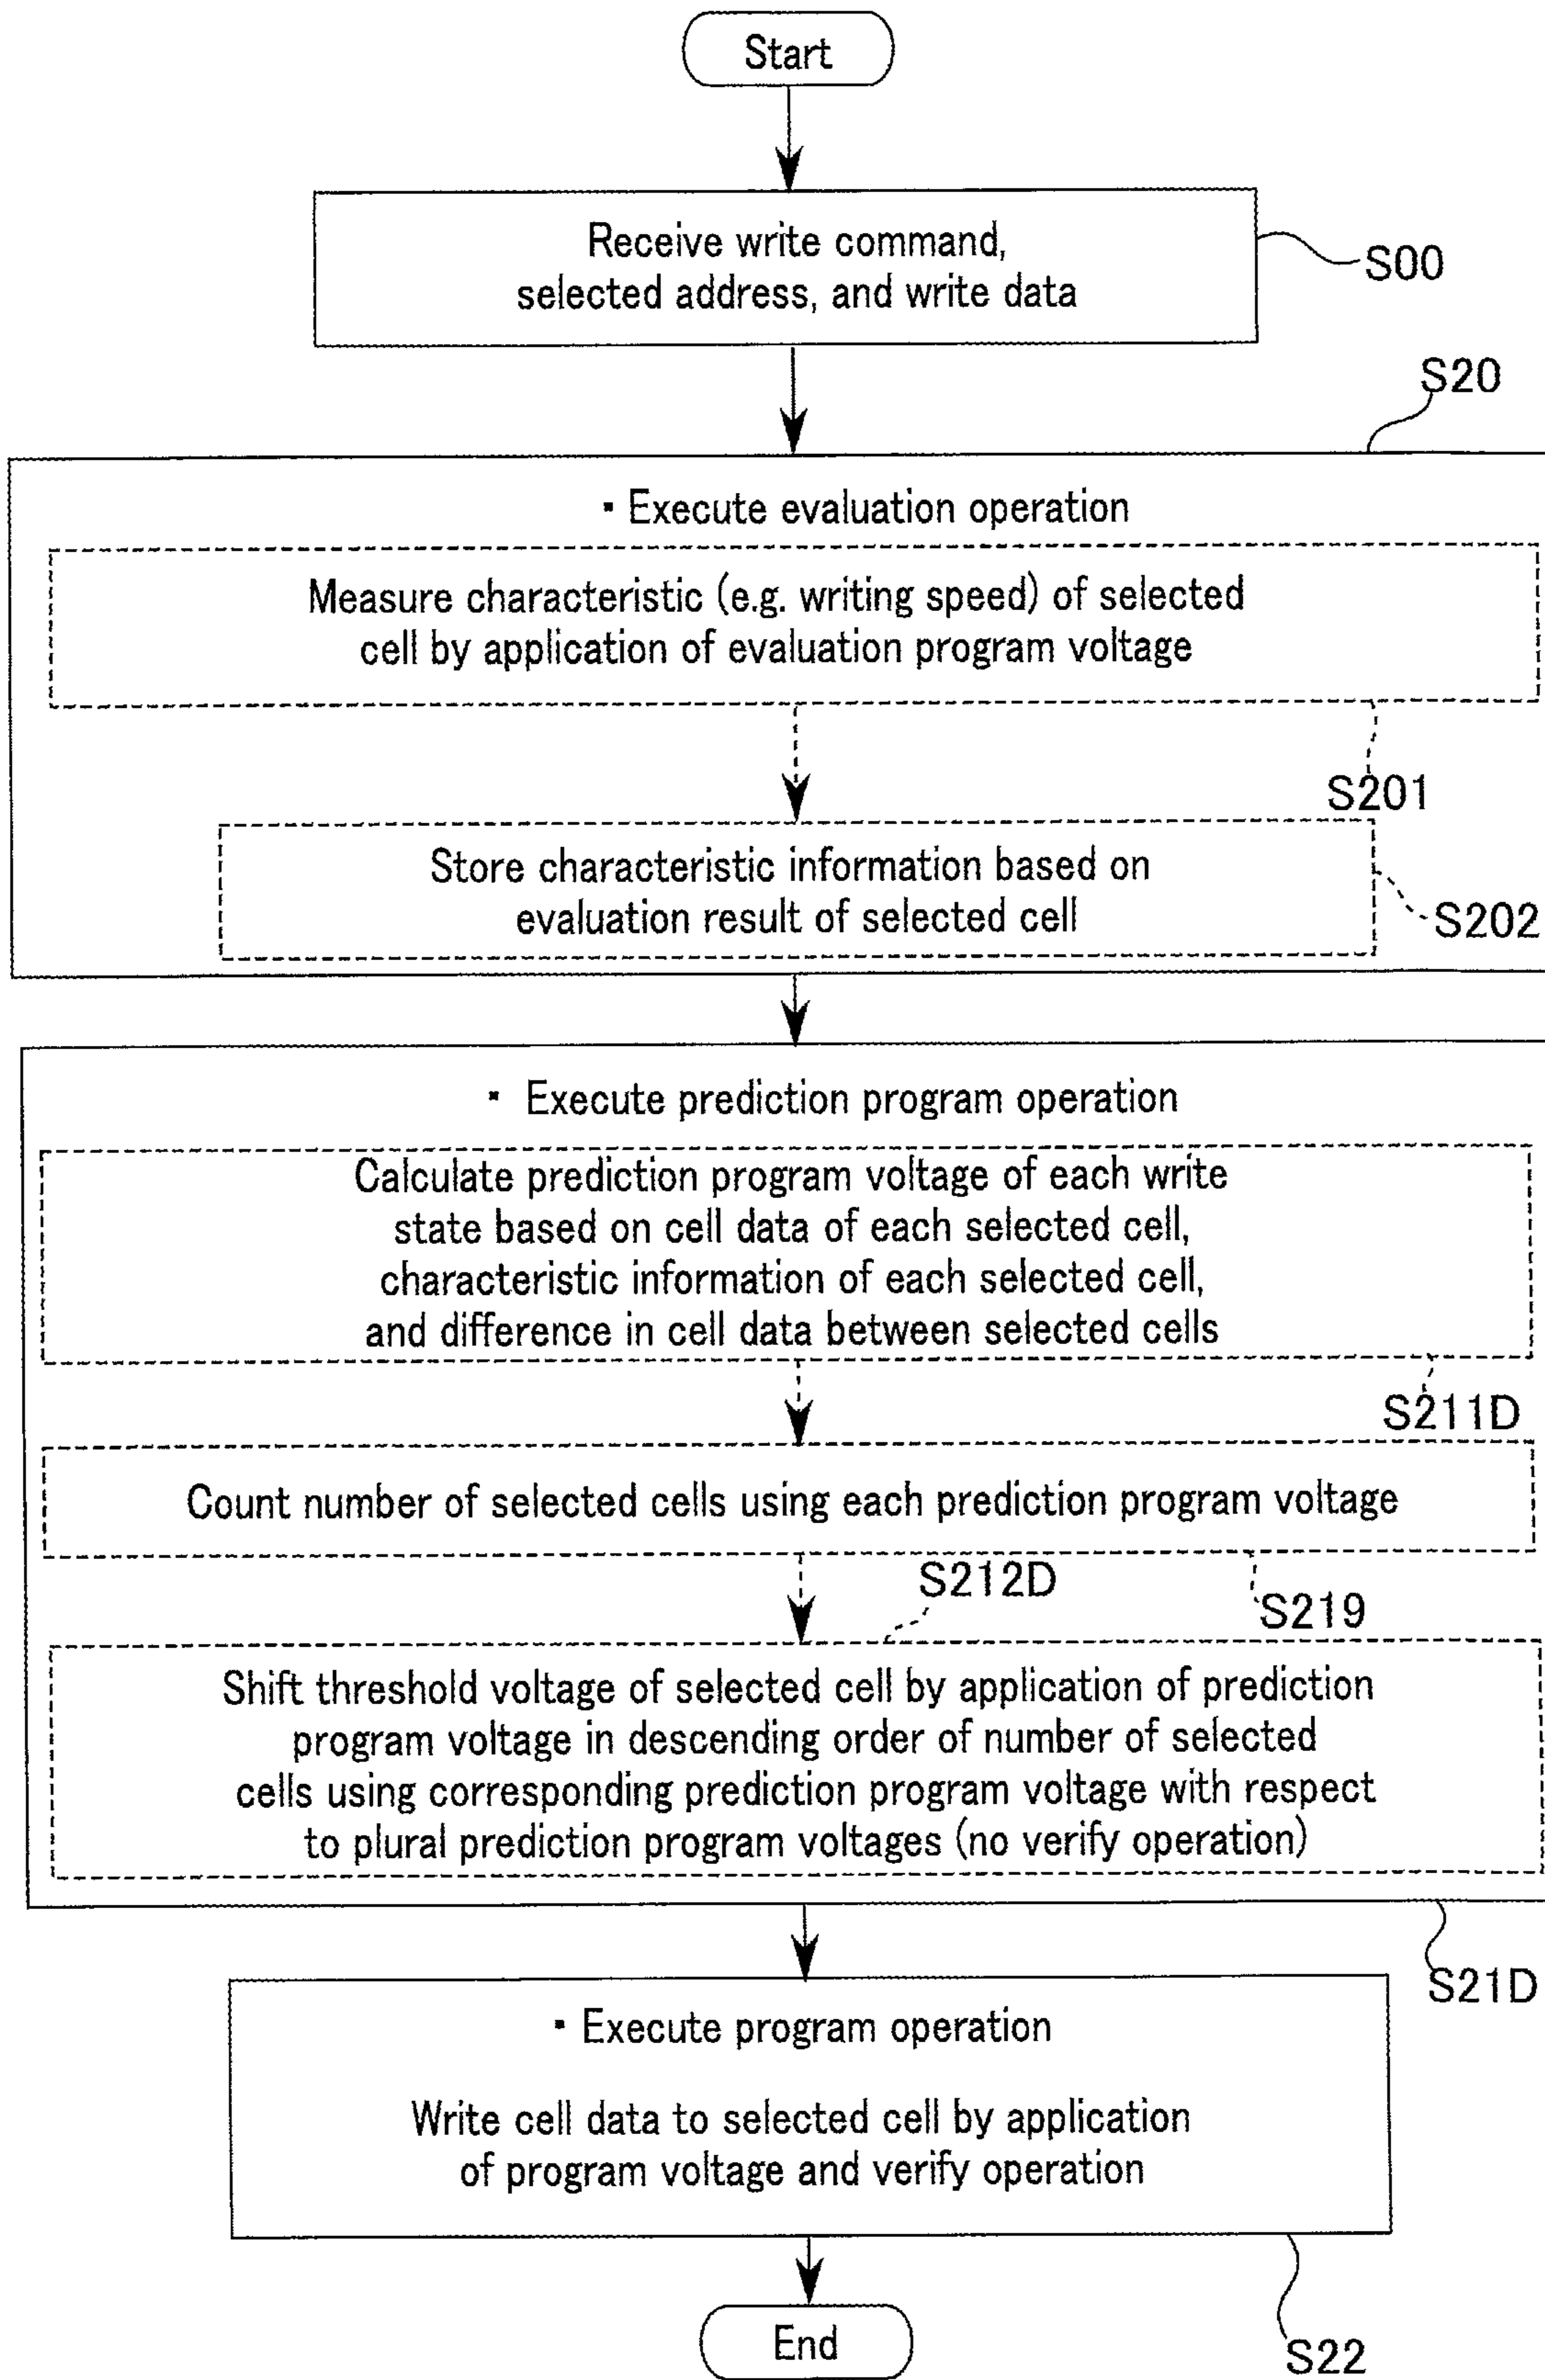 Start
Receive write command,
selected address, and write data
S00
S20
▪ Execute evaluation operation
Measure characteristic (e.g. writing speed) of selected
cell by application of evaluation program voltage
S201
Store characteristic information based on
evaluation result of selected cell
S202
▪ Execute prediction program operation
Calculate prediction program voltage of each write
state based on cell data of each selected cell,
characteristic information of each selected cell,
and difference in cell data between selected cells
S211D
Count number of selected cells using each prediction program voltage
S212D
S219
Shift threshold voltage of selected cell by application of prediction
program voltage in descending order of number of selected
cells using corresponding prediction program voltage with respect
to plural prediction program voltages (no verify operation)
S21D
▪ Execute program operation
Write cell data to selected cell by application
of program voltage and verify operation
S22
End